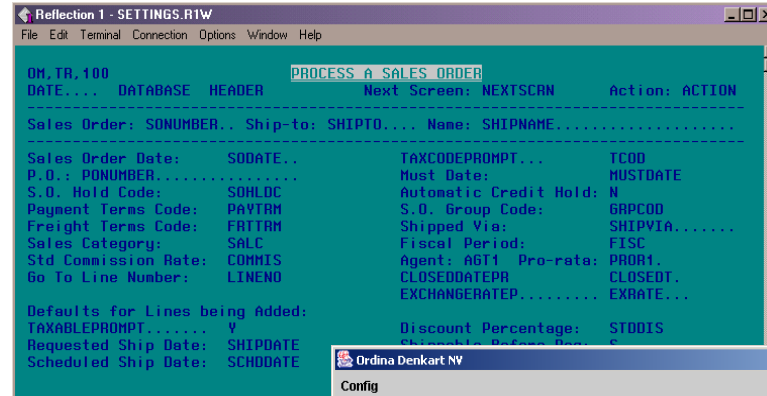 Reflection 1 - SETTINGS.R1W
File Edit Terminal Connection Options Window Help
OM,TR,100 PROCESS A SALES ORDER
DATE.... DATABASE HEADER Next Screen: NEXTSCRN Action: ACTION
Sales Order: SONUMBER.. Ship-to: SHIPTO.... Name: SHIPNAME....................
Sales Order Date: SODATE.. TAXCODEPROMPT... TCOD
P.O.: PONUMBER................ Must Date: MUSTDATE
S.O. Hold Code: SOHLDC Automatic Credit Hold: N
Payment Terms Code: PAYTRM S.O. Group Code: GRPCOD
Freight Terms Code: FRTTRM Shipped Via: SHIPVIA.......
Sales Category: SALC Fiscal Period: FISC
Std Commission Rate: COMMIS Agent: AGT1 Pro-rata: PROR1.
Go To Line Number: LINENO CLOSEDDATEPR CLOSEDT.
EXCHANGERATEP......... EXRATE...
Defaults for Lines being Added:
TAXABLEPROMPT....... Y Discount Percentage: STDDIS
Requested Ship Date: SHIPDATE
Scheduled Ship Date: SCHDDATE
Ordina Denkart NV
Config